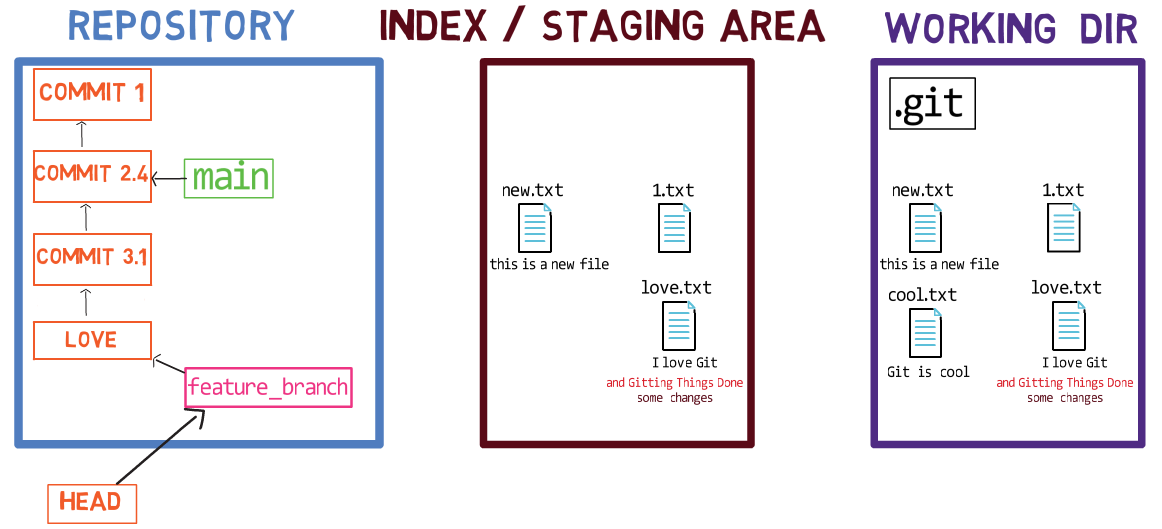 REPOSITORY
INDEX / STAGING AREA
WORKING DIR
COMMIT 1
COMMIT 2.4
main
COMMIT 3.1
LOVE
feature_branch
HEAD
new.txt
1.txt
this is a new file
love.txt
I love Git
and Gitting Things Done
some changes
.git
new.txt
1.txt
this is a new file
cool.txt
love.txt
Git is cool
I love Git
and Gitting Things Done
some changes